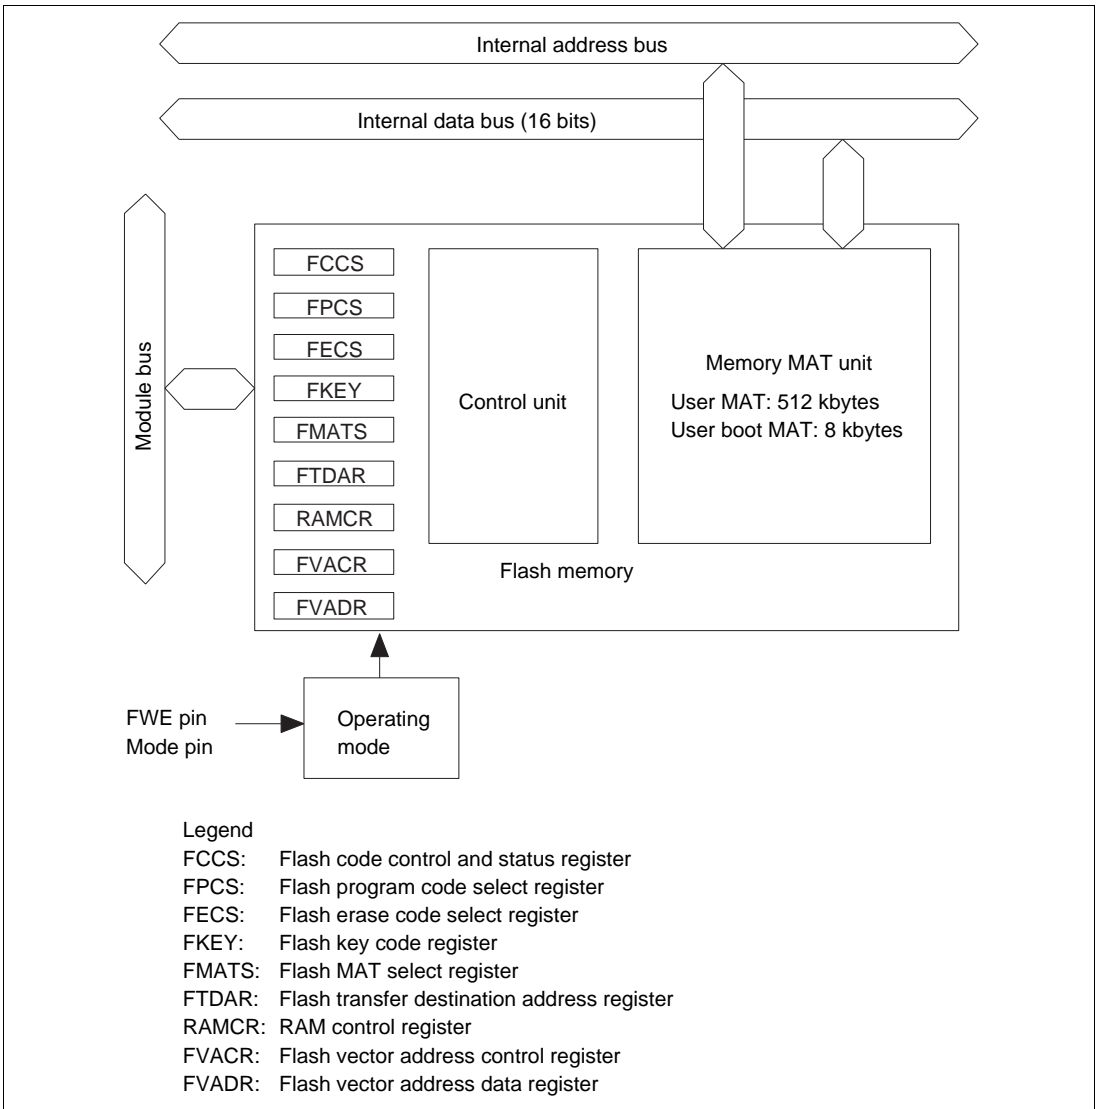 Internal address bus
Internal data bus (16 bits)
Module bus
FCCS
FPCS
FECS
FKEY
FMATS
FTDAR
RAMCR
FVACR
FVADR
Control unit
Memory MAT unit
User MAT: 512 kbytes
User boot MAT: 8 kbytes
Flash memory
FWE pin
Mode pin
Operating
mode
Legend
FCCS: Flash code control and status register
FPCS: Flash program code select register
FECS: Flash erase code select register
FKEY: Flash key code register
FMATS: Flash MAT select register
FTDAR: Flash transfer destination address register
RAMCR: RAM control register
FVACR: Flash vector address control register
FVADR: Flash vector address data register